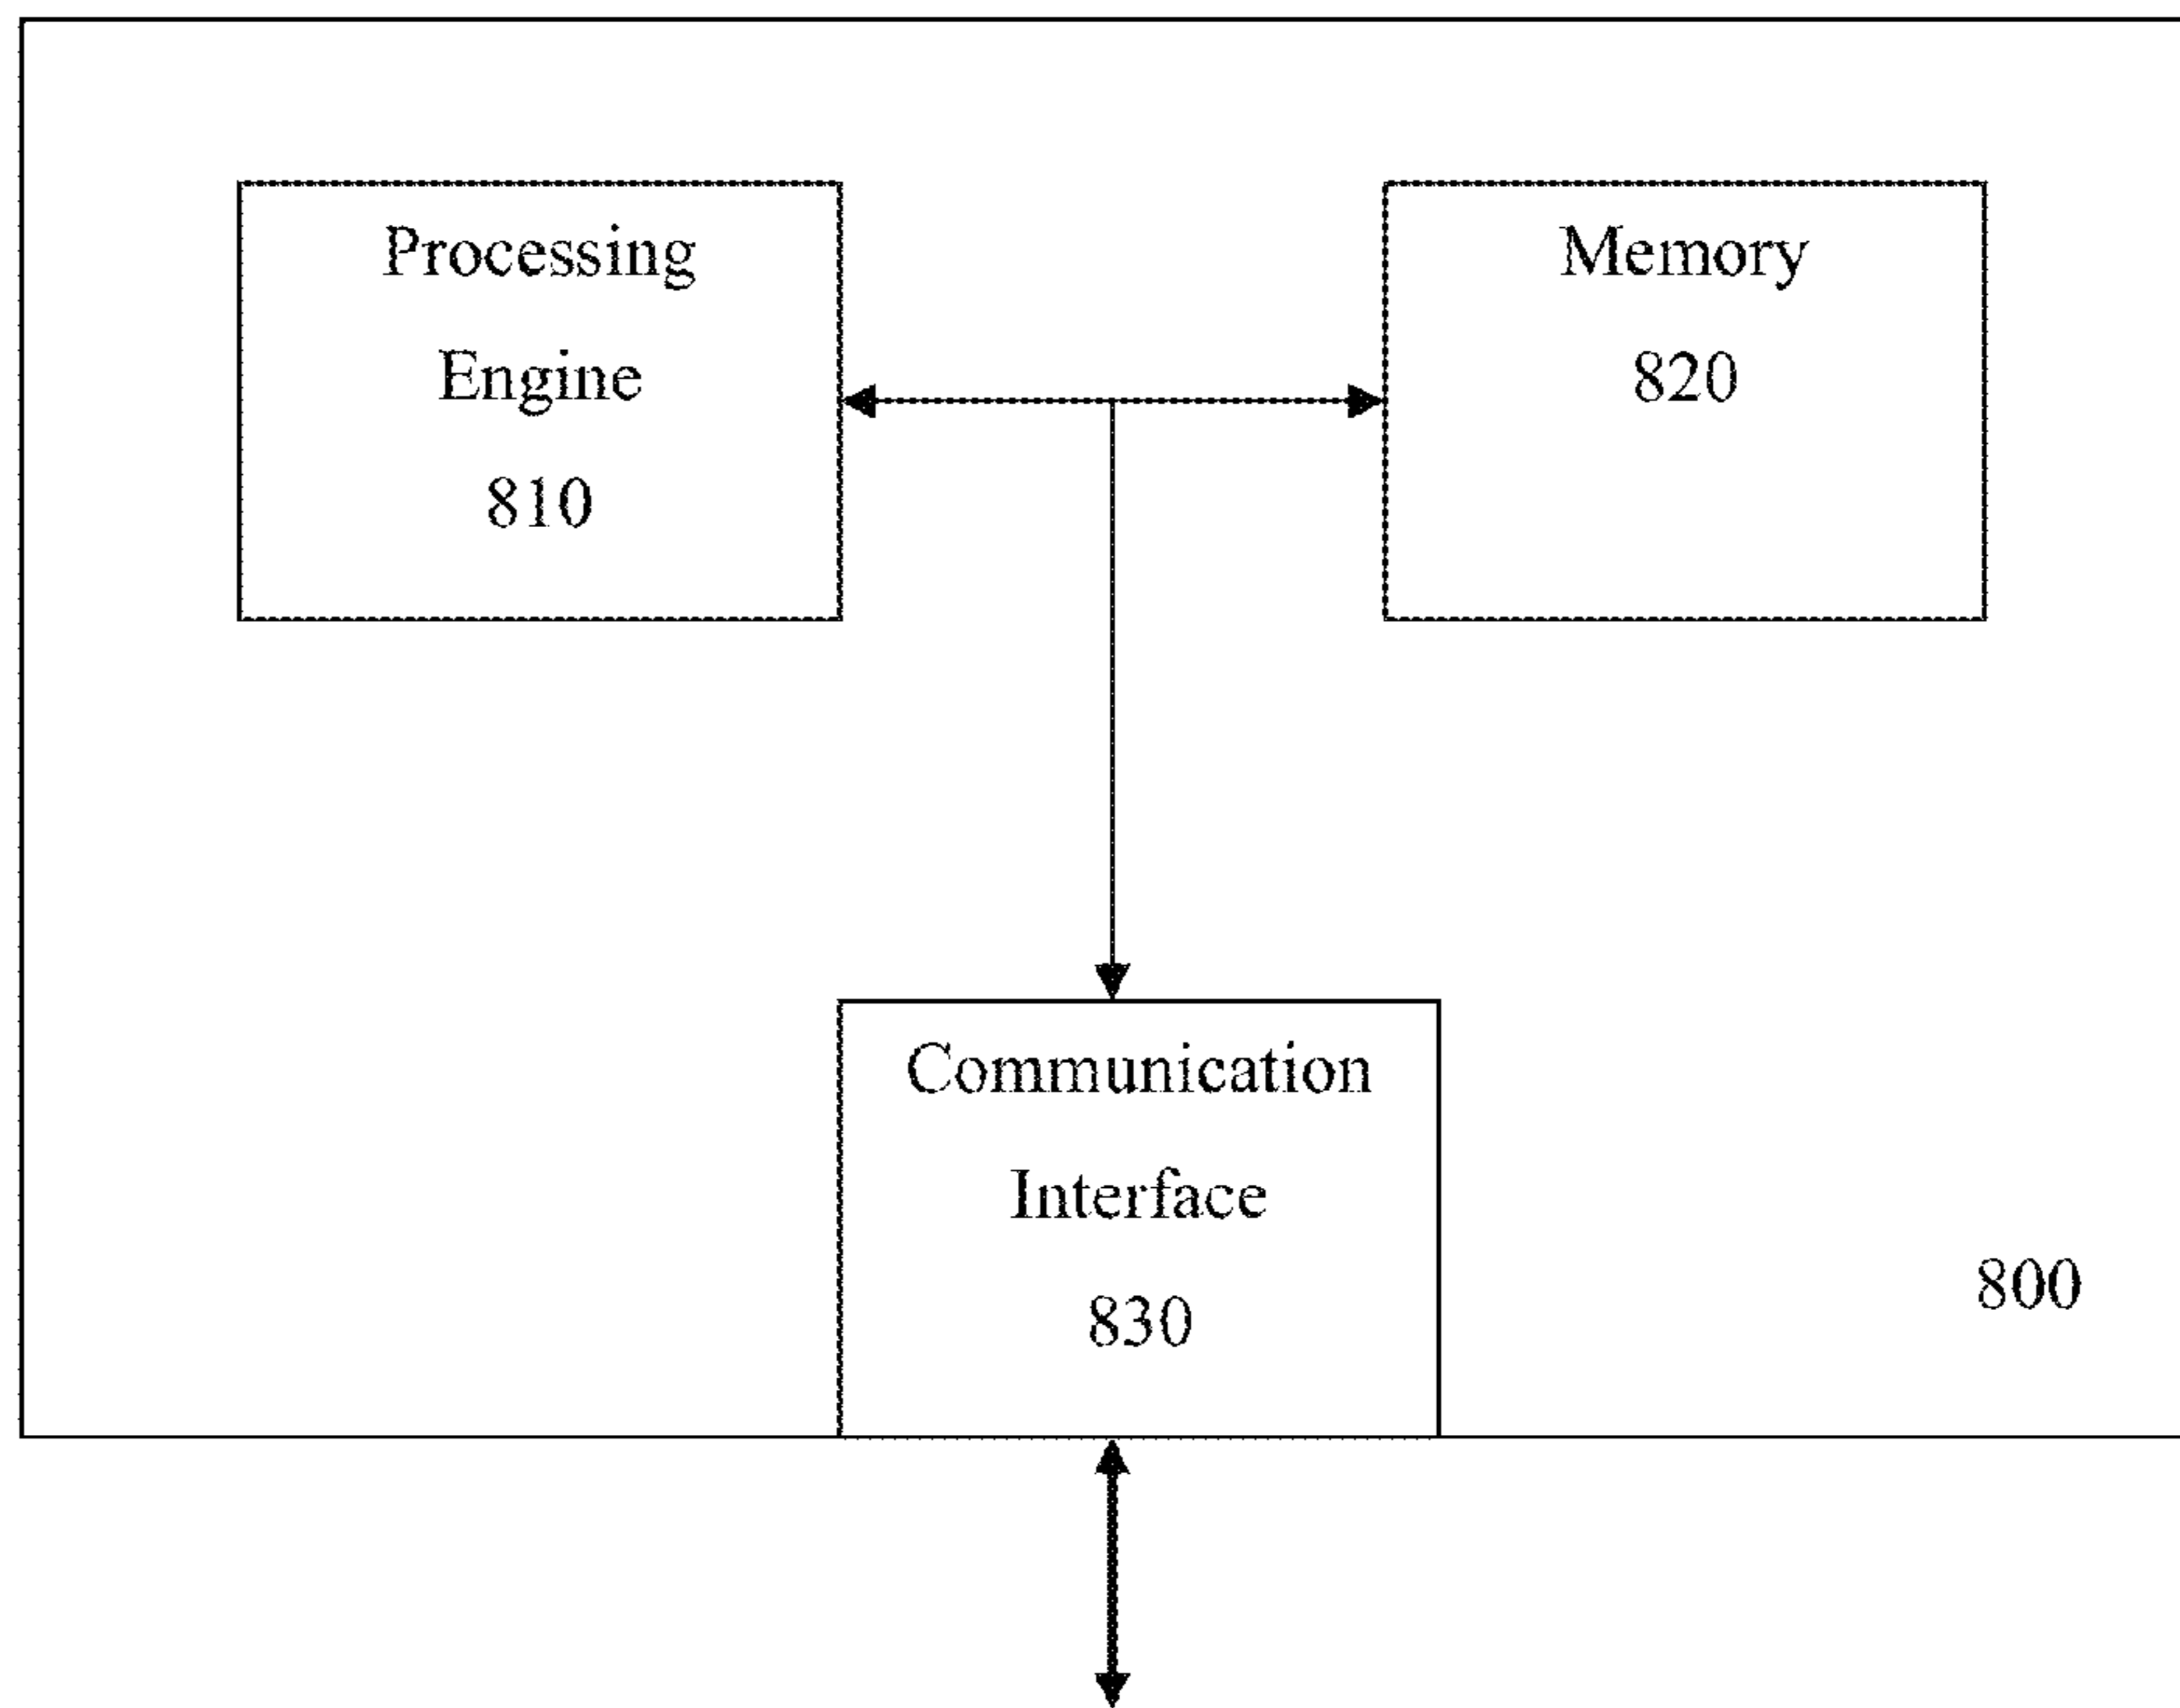 Processing
Engine
810
Memory
820
Communication
Interface
830
800